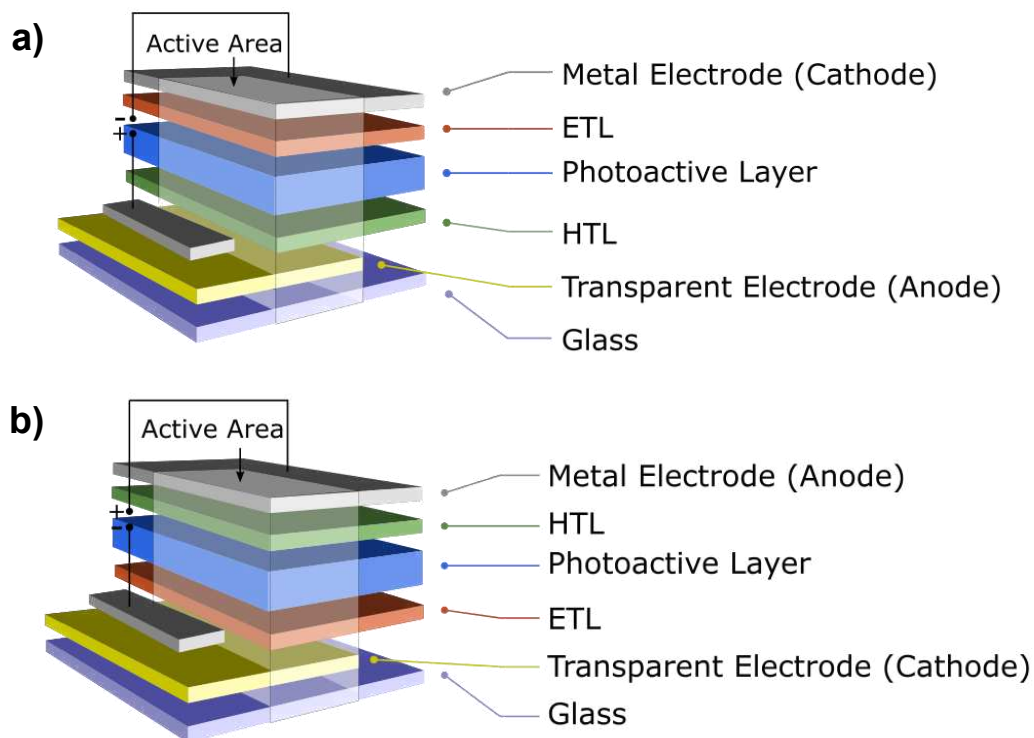 a)
Active Area
Metal Electrode (Cathode)
ETL
-
+
Photoactive Layer
HTL
Transparent Electrode (Anode)
Glass
b)
Active Area
Metal Electrode (Anode)
HTL
+
-
Photoactive Layer
ETL
Transparent Electrode (Cathode)
Glass